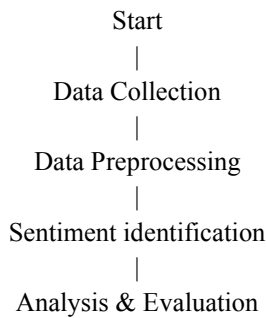 Start
|
Data Collection
|
Data Preprocessing
|
Sentiment identification
|
Analysis & Evaluation